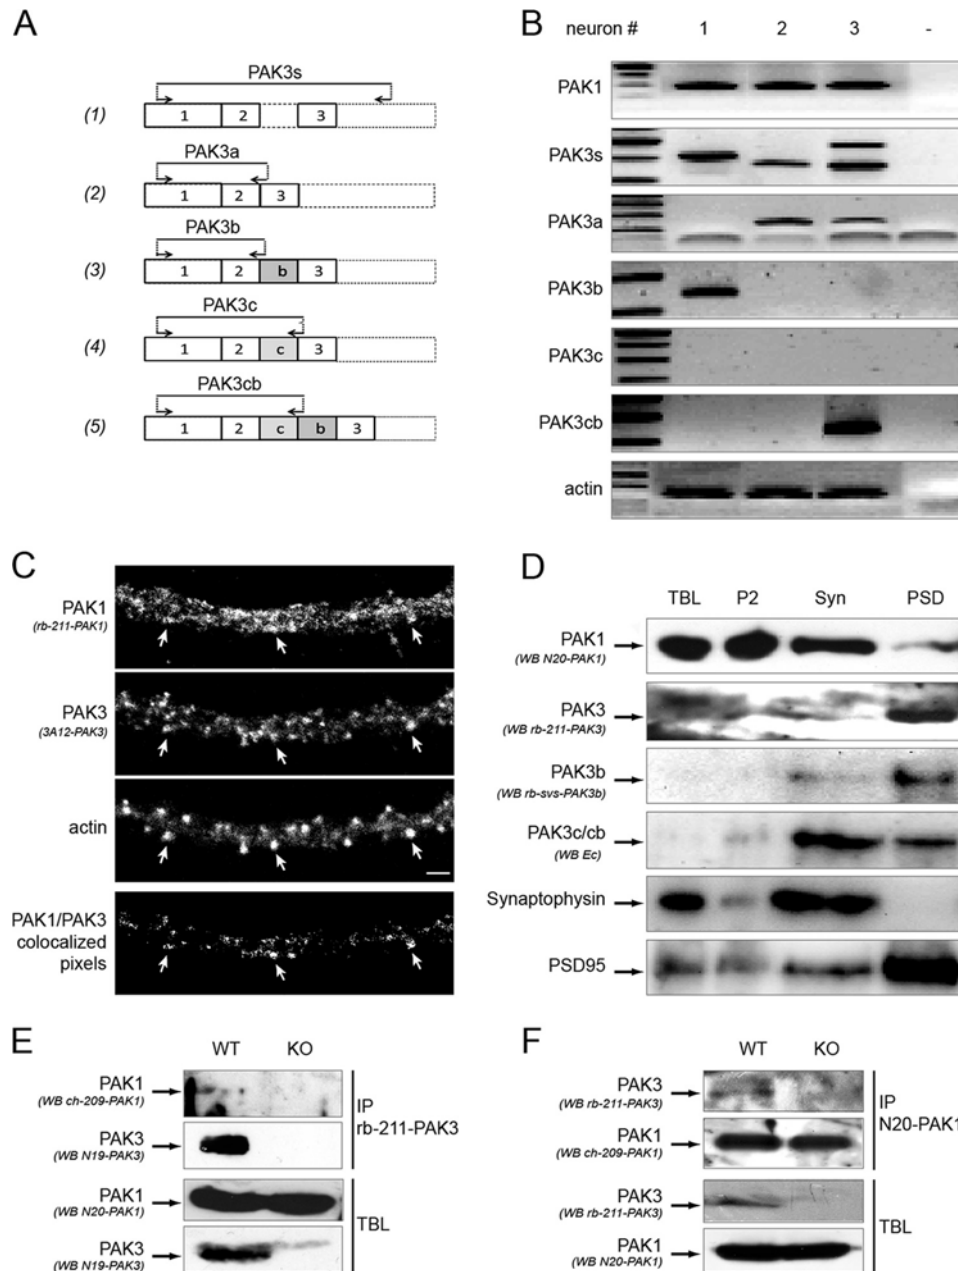 A
PAK3s
(1) 1 2 3
PAK3a
(2) 1 2 3
PAK3b
(3) 1 2 b 3
PAK3c
(4) 1 2 c 3
PAK3cb
(5) 1 2 c b 3
B
neuron # 1 2 3 -
PAK1
PAK3s
PAK3a
PAK3b
PAK3c
PAK3cb
actin
C
PAK1
(rb-211-PAK1)
PAK3
(3A12-PAK3)
actin
PAK1/PAK3
colocalized
pixels
D
TBL P2 Syn PSD
PAK1
(WB N20-PAK1)
PAK3
(WB rb-211-PAK3)
PAK3b
(WB rb-svs-PAK3b)
PAK3c/cb
(WB Ec)
Synaptophysin
PSD95
E
WT KO
PAK1
(WB ch-209-PAK1)
PAK3
(WB N19-PAK3)
IP
rb-211-PAK3
PAK1
(WB N20-PAK1)
PAK3
(WB N19-PAK3)
TBL
F
WT KO
PAK3
(WB rb-211-PAK3)
PAK1
(WB ch-209-PAK1)
IP
N20-PAK1
PAK3
(WB rb-211-PAK3)
PAK1
(WB N20-PAK1)
TBL